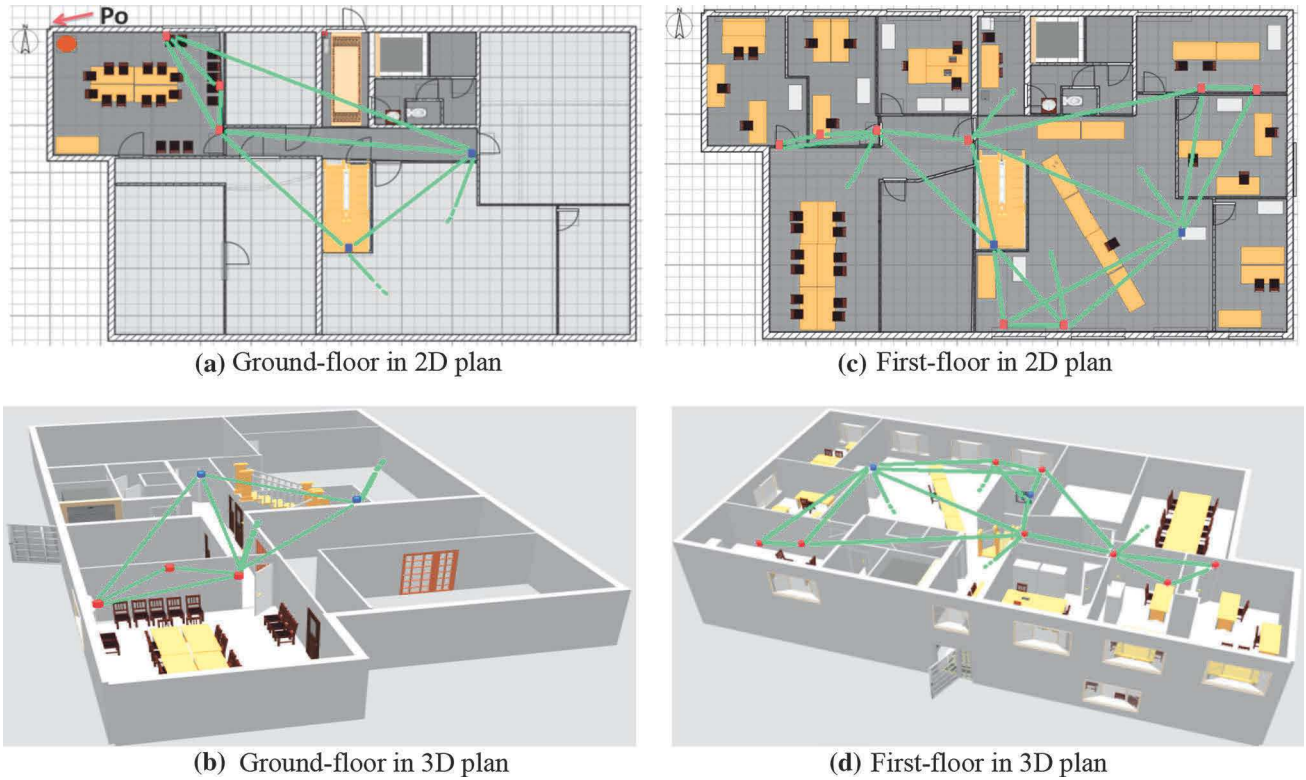 Po
N
N
(a) Ground-floor in 2D plan
(c) First-floor in 2D plan
(b) Ground-floor in 3D plan
(d) First-floor in 3D plan